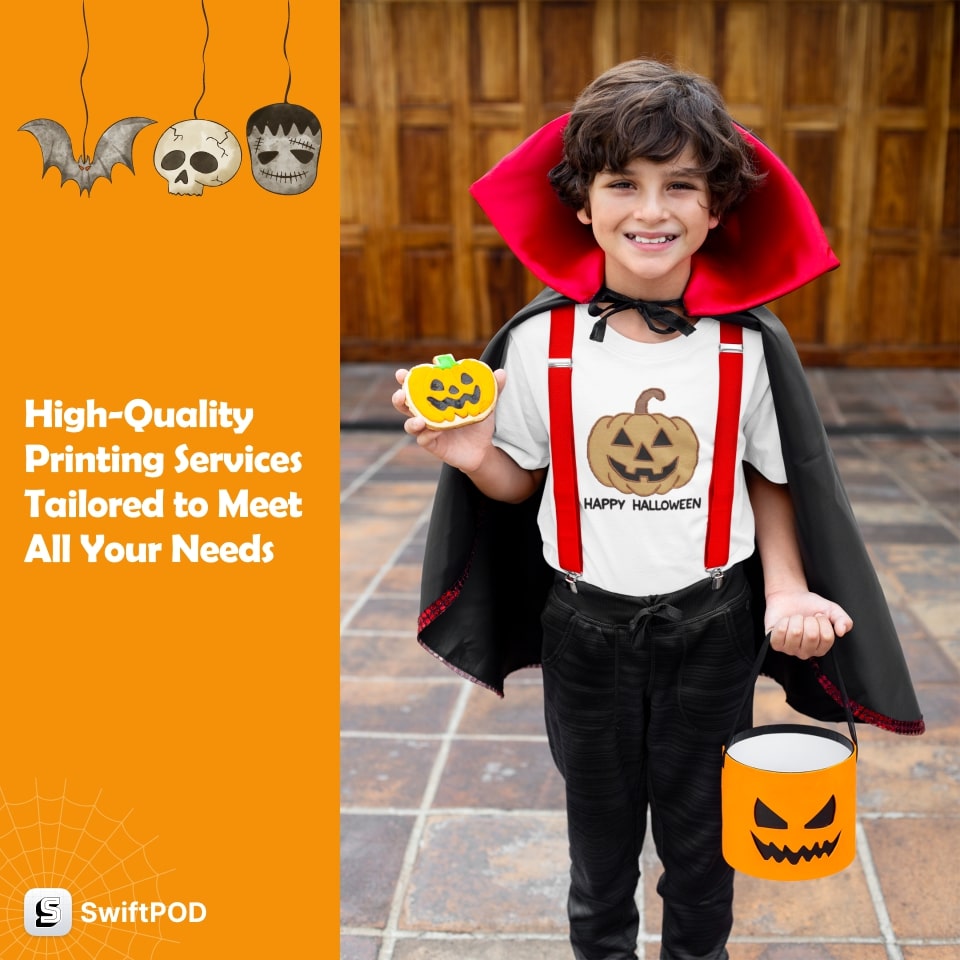 High-Quality
Printing Services
Tailored to Meet
All Your Needs
HAPPY HALLOWEEN
S SwiftPOD